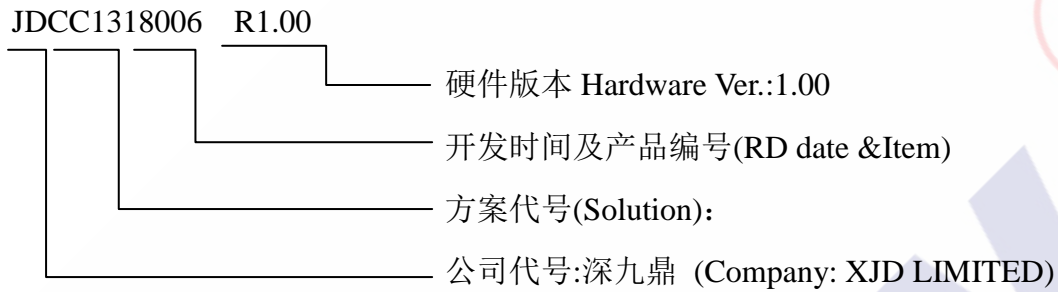 JDCC1318006 R1.00
硬件版本 Hardware Ver.:1.00
开发时间及产品编号(RD date &Item)
方案代号(Solution)：
公司代号:深九鼎 (Company: XJD LIMITED)